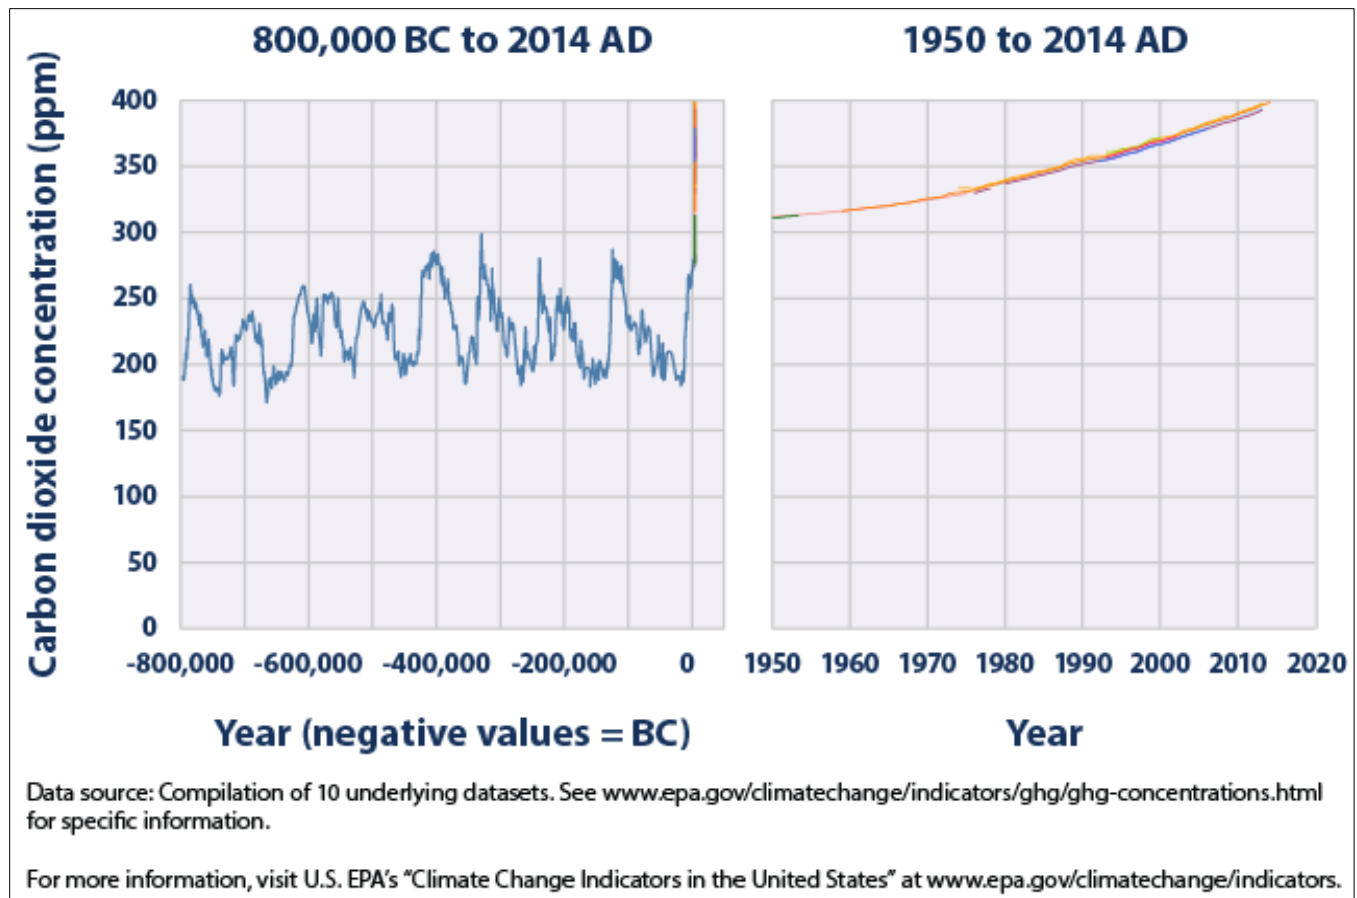 800,000 BC to 2014 AD
1950 to 2014 AD
Carbon dioxide concentration (ppm)
400
350
300
250
200
150
100
50
0
-800,000
-600,000
-400,000
-200,000
0
1950
1960
1970
1980
1990
2000
2010
2020
Year (negative values = BC)
Year
Data source: Compilation of 10 underlying datasets. See www.epa.gov/climatechange/indicators/ghg/ghg-concentrations.html
for specific information.
For more information, visit U.S. EPA's "Climate Change Indicators in the United States" at www.epa.gov/climatechange/indicators.